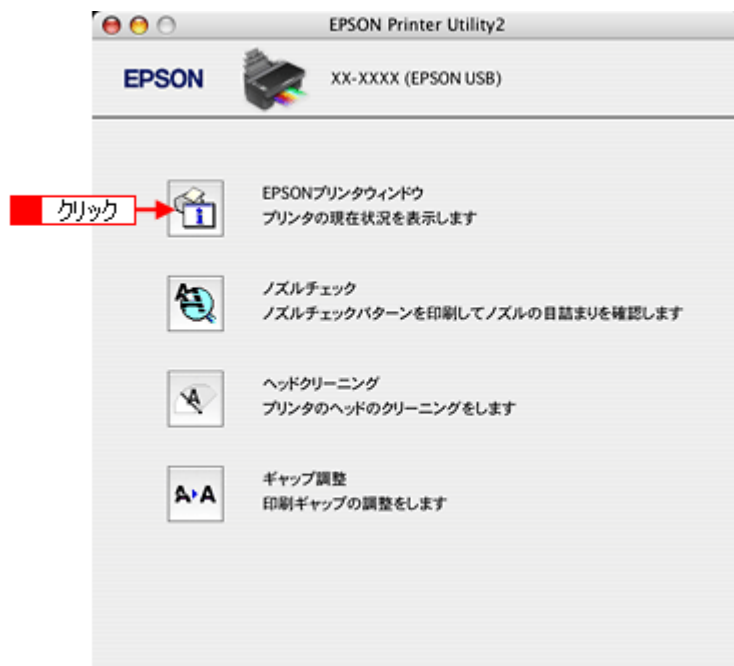 EPSON Printer Utility2
EPSON
XX-XXXX (EPSON USB)
クリック
EPSONプリンタウィンドウ
プリンタの現在状況を表示します
ノズルチェック
ノズルチェックパターンを印刷してノズルの目詰まりを確認します
ヘッドクリーニング
プリンタのヘッドのクリーニングをします
A A
ギャップ調整
印刷ギャップの調整をします